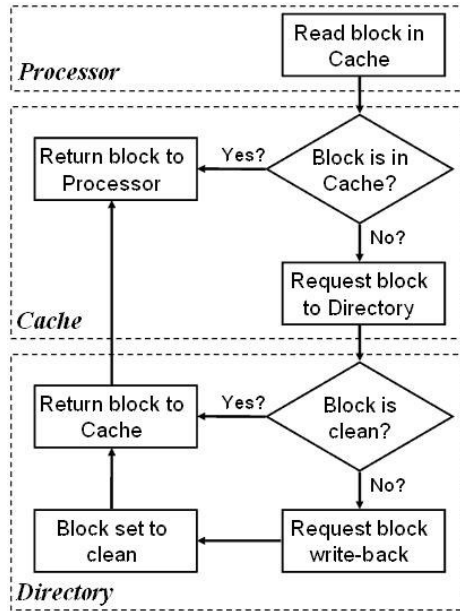 Read block in
Cache
Processor
Return block to
Processor
Yes?
Block is in
Cache?
No?
Request block
to Directory
Cache
Return block to
Cache
Yes?
Block is
clean?
No?
Block set to
clean
Request block
write-back
Directory